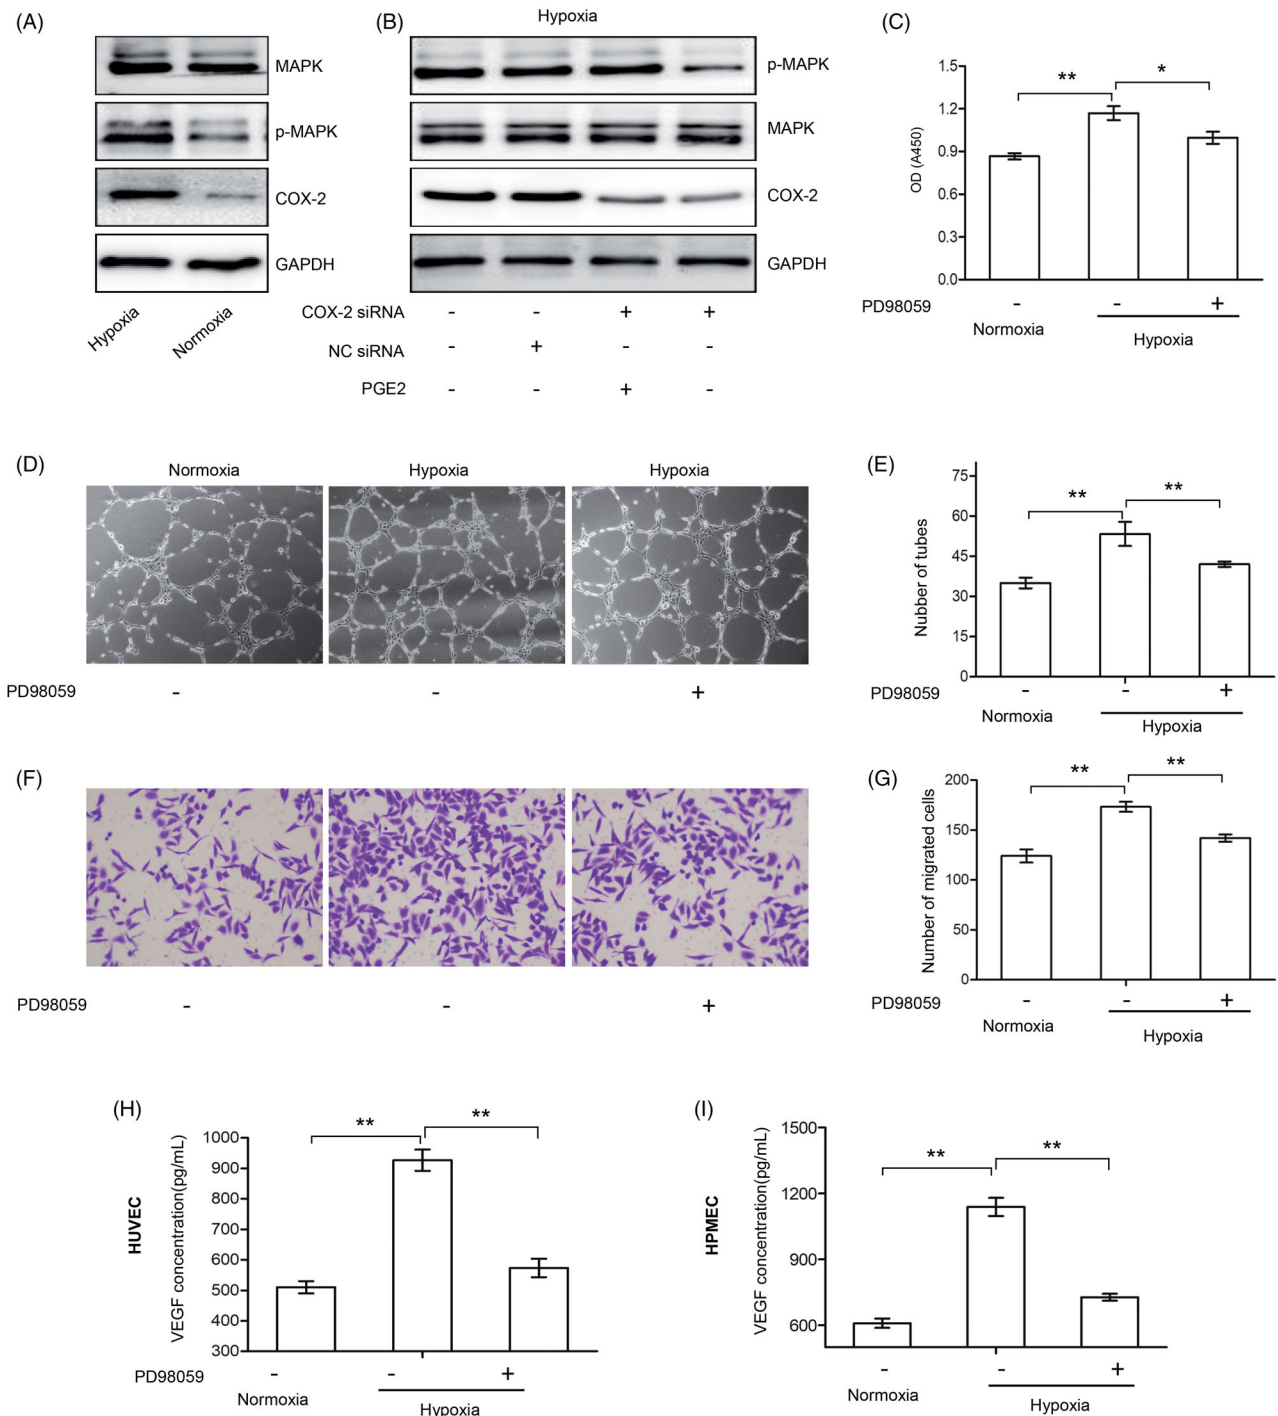 (A)
MAPK
p-MAPK
COX-2
GAPDH
Hypoxia Normoxia
(B)
Hypoxia
p-MAPK
MAPK
COX-2
GAPDH
COX-2 siRNA - - + +
NC siRNA - + - -
PGE2 - - + -
(C)
OD (A450)
1.5
1.2
0.9
0.6
0.3
0.0
** *
PD98059 - - +
Normoxia Hypoxia
(D)
Normoxia Hypoxia Hypoxia
PD98059 - - +
(E)
Nubber of tubes
75
60
45
30
15
0
** **
PD98059 - - +
Normoxia Hypoxia
(F)
PD98059 - - +
(G)
Number of migrated cells
200
150
100
50
0
** **
PD98059 - - +
Normoxia Hypoxia
(H)
HUVEC
VEGF concentration(pg/mL)
1000
900
800
700
600
500
400
300
** **
PD98059 - - +
Normoxia Hypoxia
(I)
HPMEC
VEGF concentration(pg/mL)
1500
1200
900
600
** **
- - +
Normoxia Hypoxia